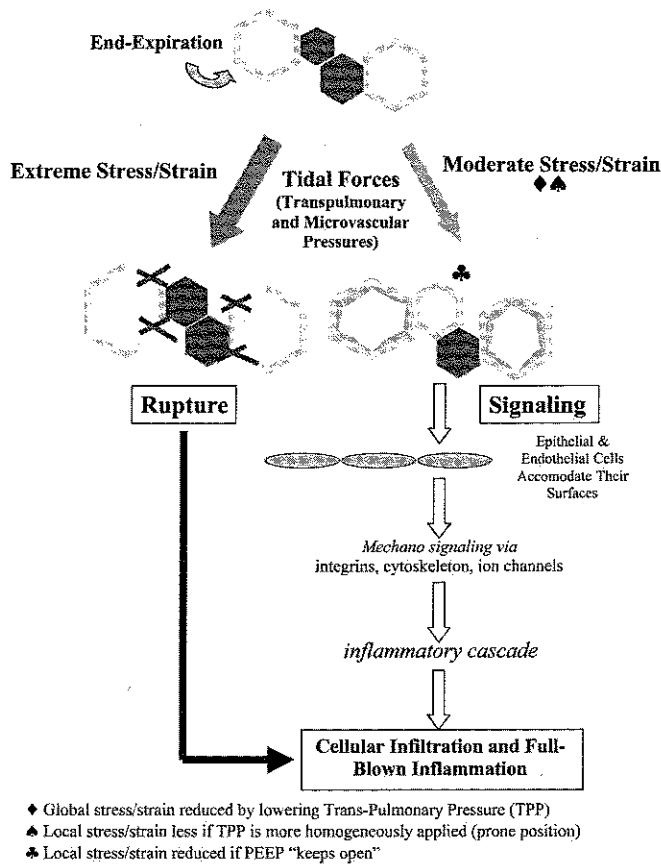 End-Expiration
Extreme Stress/Strain
Tidal Forces
(Transpulmonary
and Microvascular
Pressures)
Moderate Stress/Strain
♦♠
♣
Rupture
Signaling
Epithelial &
Endothelial Cells
Accomodate Their
Surfaces
Mechano signaling via
integrins, cytoskeleton, ion channels
inflammatory cascade
Cellular Infiltration and Full-
Blown Inflammation
♦ Global stress/strain reduced by lowering Trans-Pulmonary Pressure (TPP)
♠ Local stress/strain less if TPP is more homogeneously applied (prone position)
♣ Local stress/strain reduced if PEEP “keeps open”